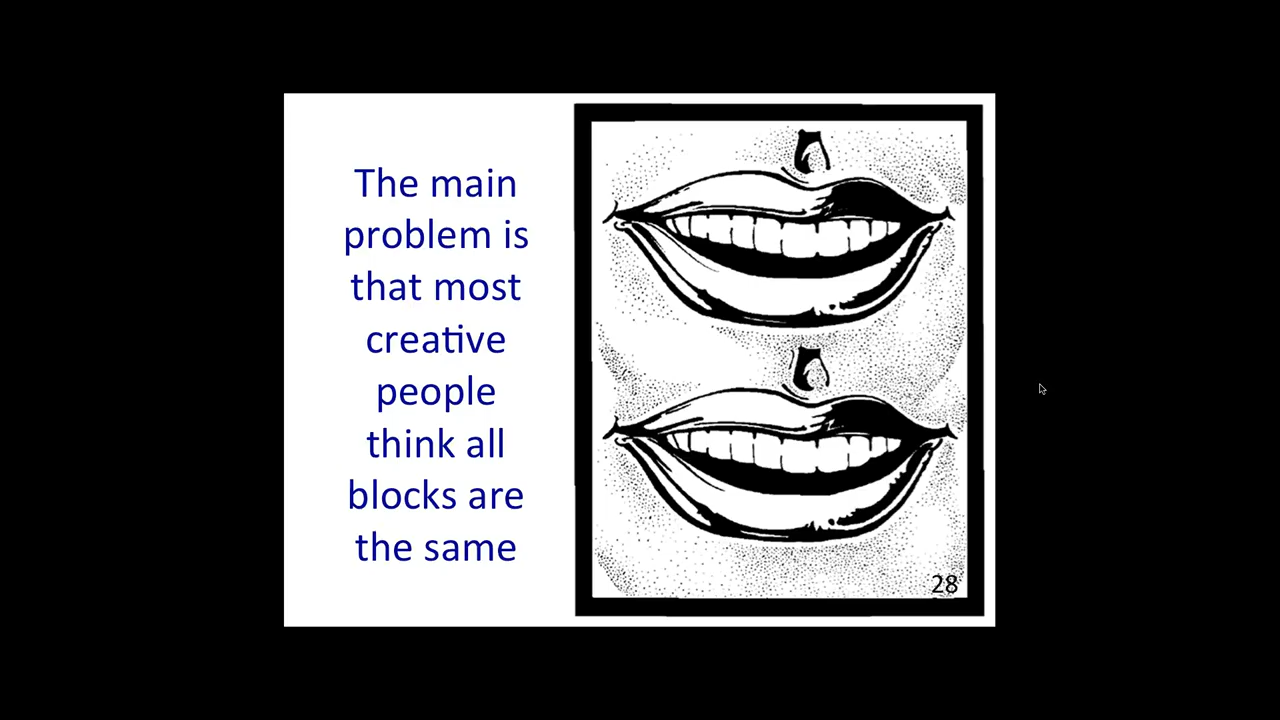 The main
problem is
that most
creative
people
think all
blocks are
the same
28